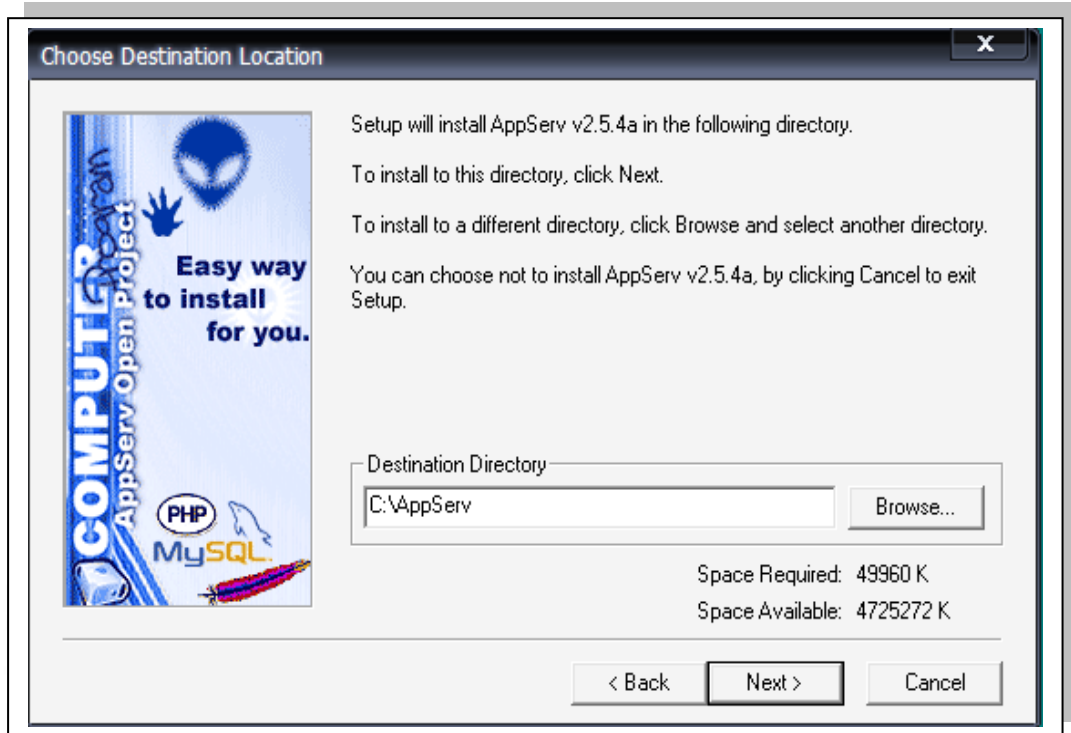 Choose Destination Location
x
Setup will install AppServ v2.5.4a in the following directory.
To install to this directory, click Next.
To install to a different directory, click Browse and select another directory.
You can choose not to install AppServ v2.5.4a, by clicking Cancel to exit
Setup.
COMPUTER
Program
AppServ Open Project
Easy way
to install
for you.
PHP
MySQL
Destination Directory
C:\AppServ
Browse...
Space Required: 49960 K
Space Available: 4725272 K
< Back
Next >
Cancel